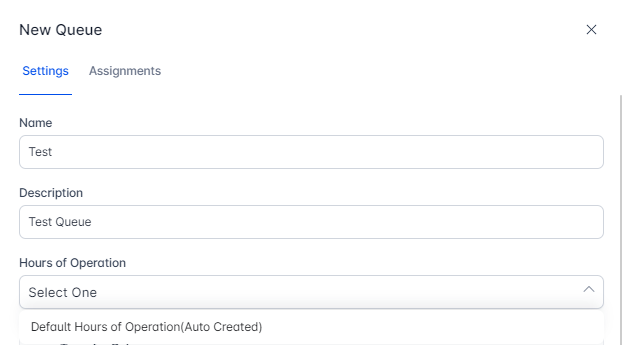 New Queue
Settings Assignments
Name
Test
Description
Test Queue
Hours of Operation
Select One
Default Hours of Operation(Auto Created)